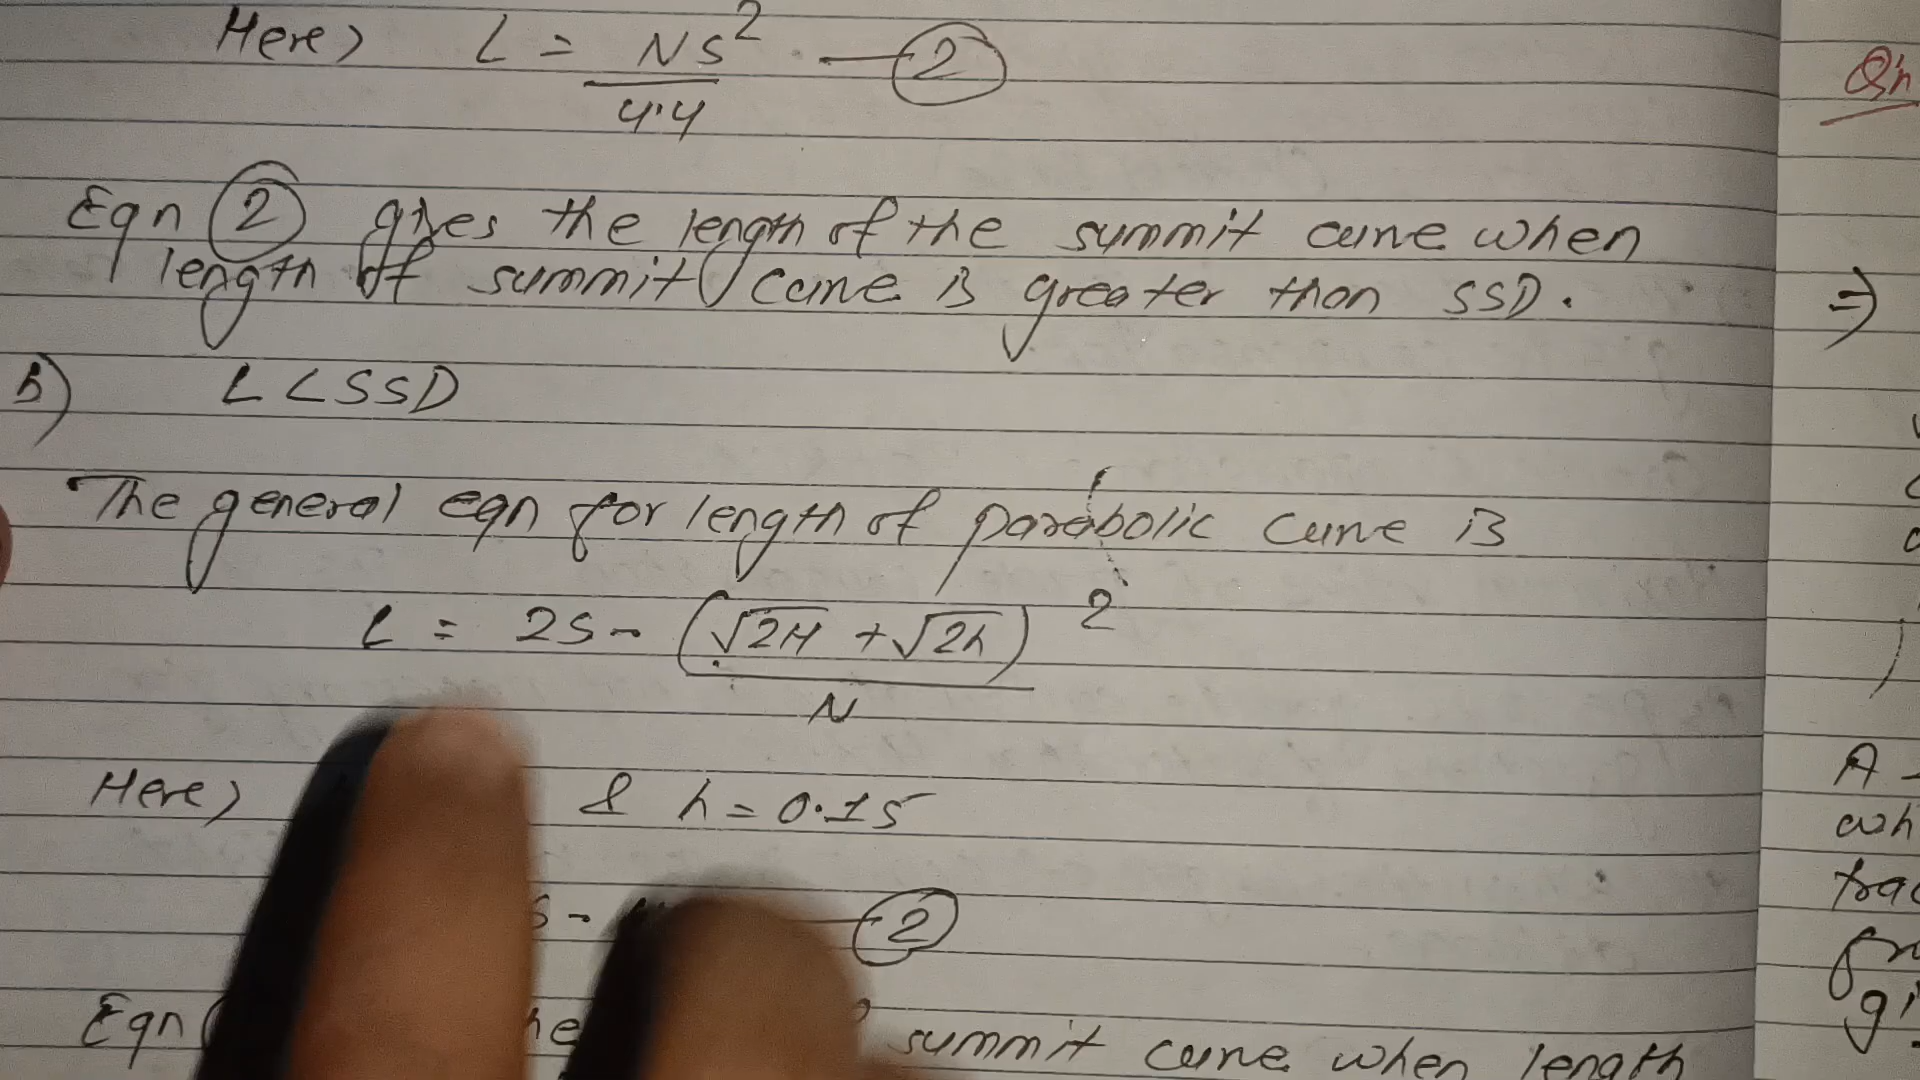 Here, L = NS² — ②
4.4
Eqn ② gives the length of the summit curve when
length of summit curve is greater than SSD.
b) L < SSD
The general eqn for length of parabolic curve is
L = 2S - (√2H + √2h)²
N
Here, & h = 0.15
S - ②
Eqn summit curve when length
Q'n
⇒
A -
wh